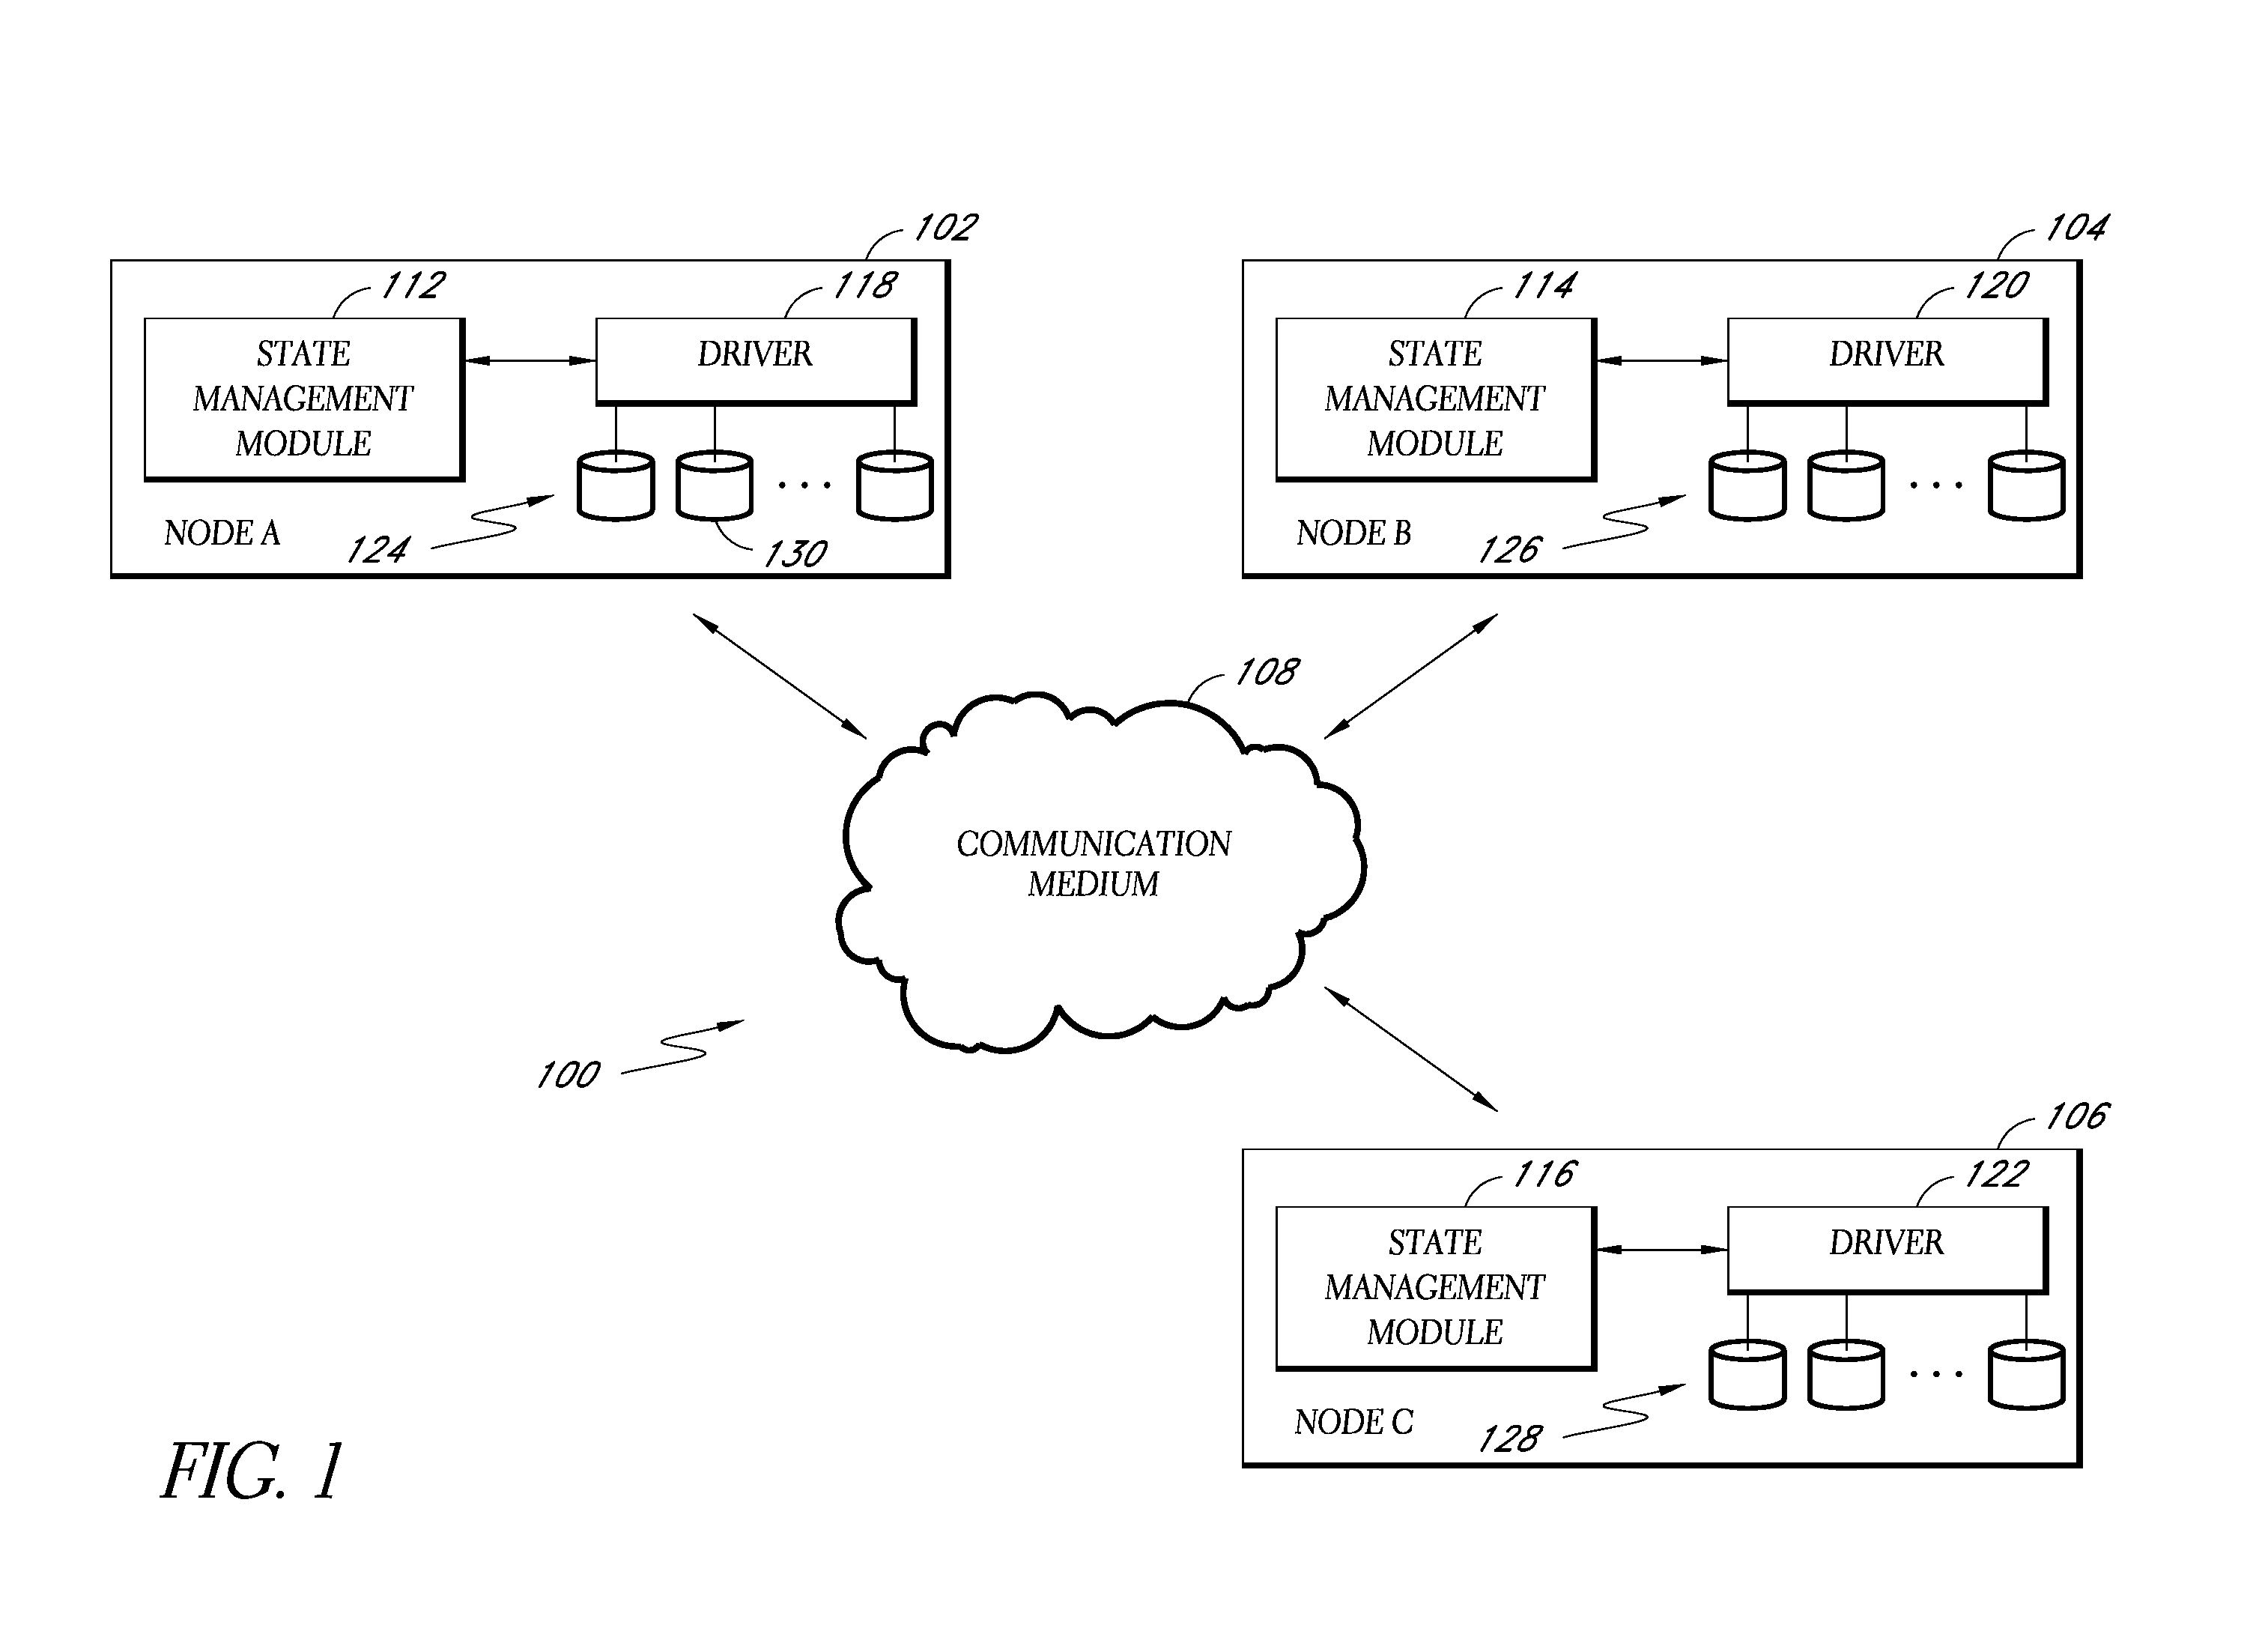 102
112
118
STATE
MANAGEMENT
MODULE
DRIVER
NODE A
124
130
104
114
120
STATE
MANAGEMENT
MODULE
DRIVER
NODE B
126
108
COMMUNICATION
MEDIUM
100
106
116
122
STATE
MANAGEMENT
MODULE
DRIVER
NODE C
128
FIG. 1